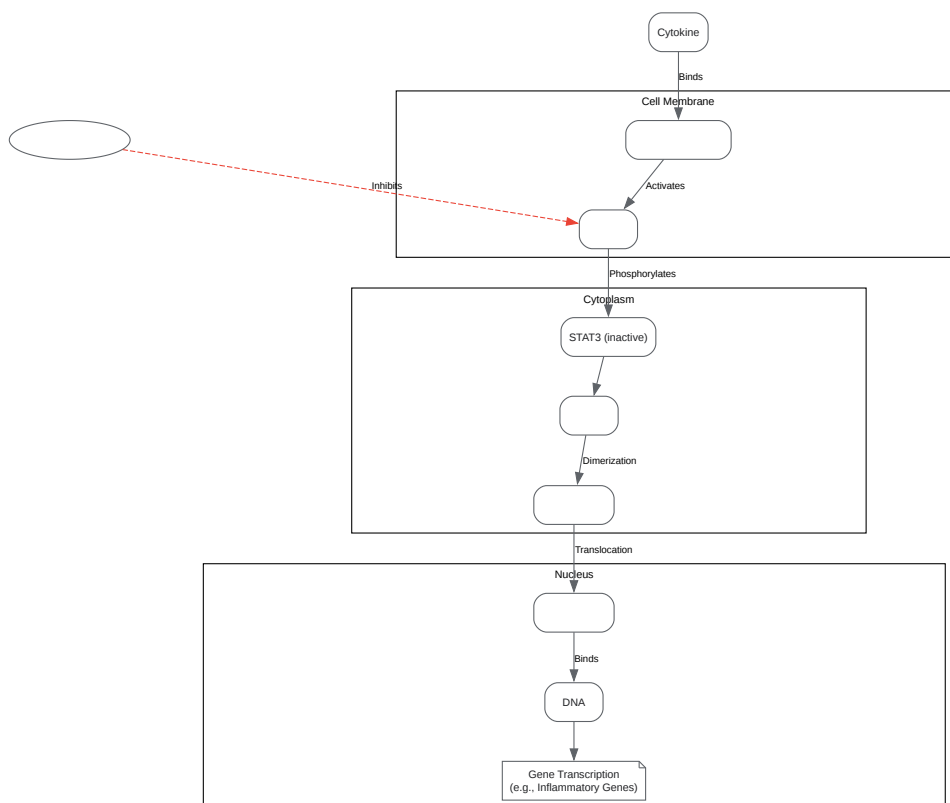 Cytokine
Binds
Cell Membrane
Inhibits
Activates
Phosphorylates
Cytoplasm
STAT3 (inactive)
Dimerization
Translocation
Nucleus
Binds
DNA
Gene Transcription
(e.g., Inflammatory Genes)